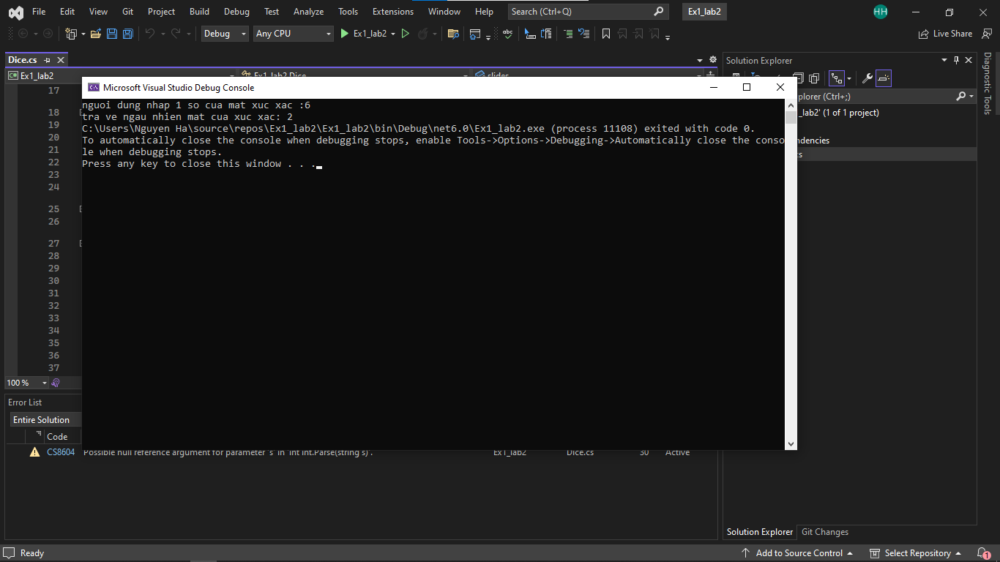 File Edit View Git Project Build Debug Test Analyze Tools Extensions Window Help Search (Ctrl+Q) Ex1_lab2 HH
Debug Any CPU Ex1_lab2 Live Share
Dice.cs
Solution Explorer
Diagnostic Tools
C# Ex1_lab2 Ex1_lab2.Dice slides
Microsoft Visual Studio Debug Console
nguoi dung nhap 1 so cua mat xuc xac :6
tra ve ngau nhien mat cua xuc xac: 2
C:\Users\Nguyen Ha\source\repos\Ex1_lab2\Ex1_lab2\bin\Debug\net6.0\Ex1_lab2.exe (process 11108) exited with code 0.
To automatically close the console when debugging stops, enable Tools->Options->Debugging->Automatically close the conso
le when debugging stops.
Press any key to close this window . . .
plorer (Ctrl+;)
_lab2' (1 of 1 project)
ndencies
cs
17
18
19
20
21
22
23
24
25
26
27
28
29
30
31
32
33
34
35
36
37
100 %
Error List
Entire Solution
Code
CS8604 Possible null reference argument for parameter 's' in 'int int.Parse(string s)'. Ex1_lab2 Dice.cs 30 Active
Solution Explorer Git Changes
Ready Add to Source Control Select Repository 1